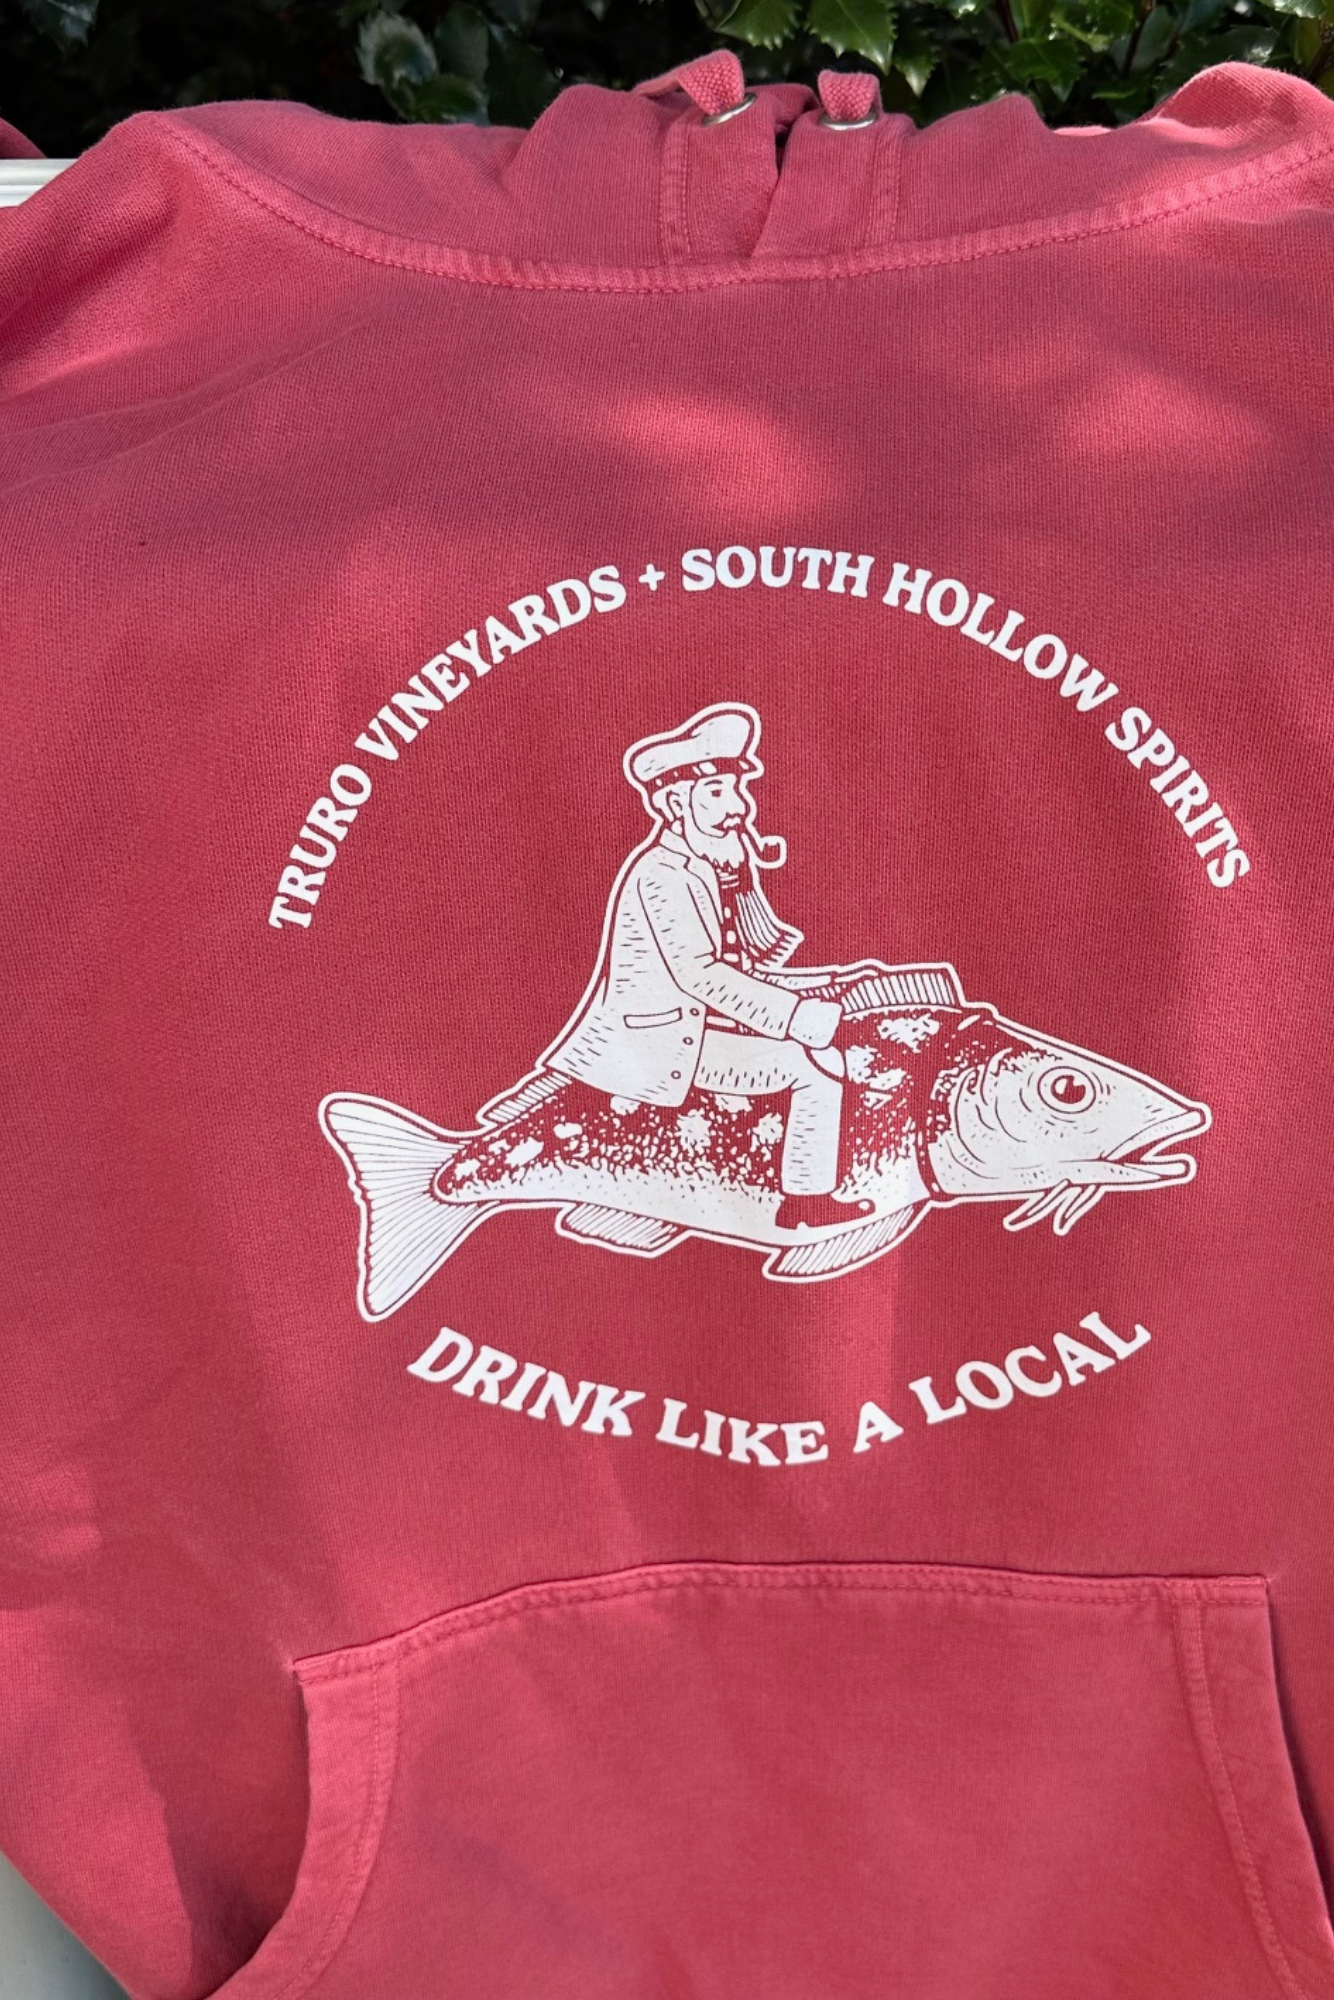 TRURO VINEYARDS + SOUTH HOLLOW SPIRITS
DRINK LIKE A LOCAL